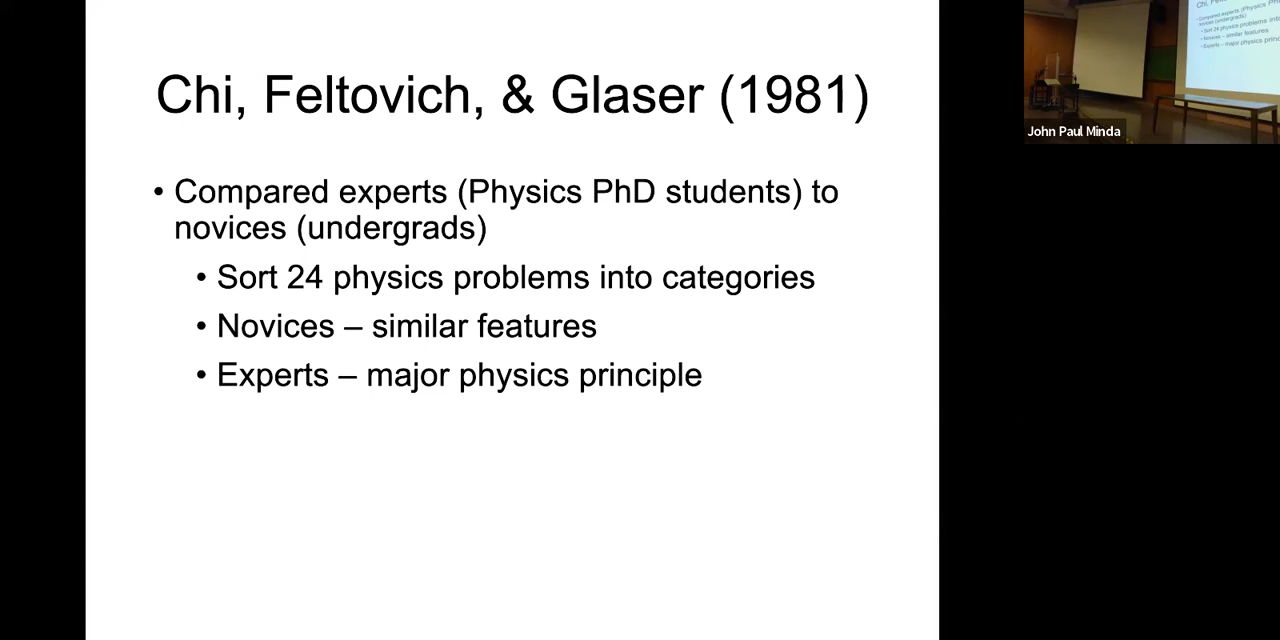 Chi, Feltovich, & Glaser (1981)
• Compared experts (Physics PhD students) to
novices (undergrads)
• Sort 24 physics problems into categories
• Novices – similar features
• Experts – major physics principle
John Paul Minda